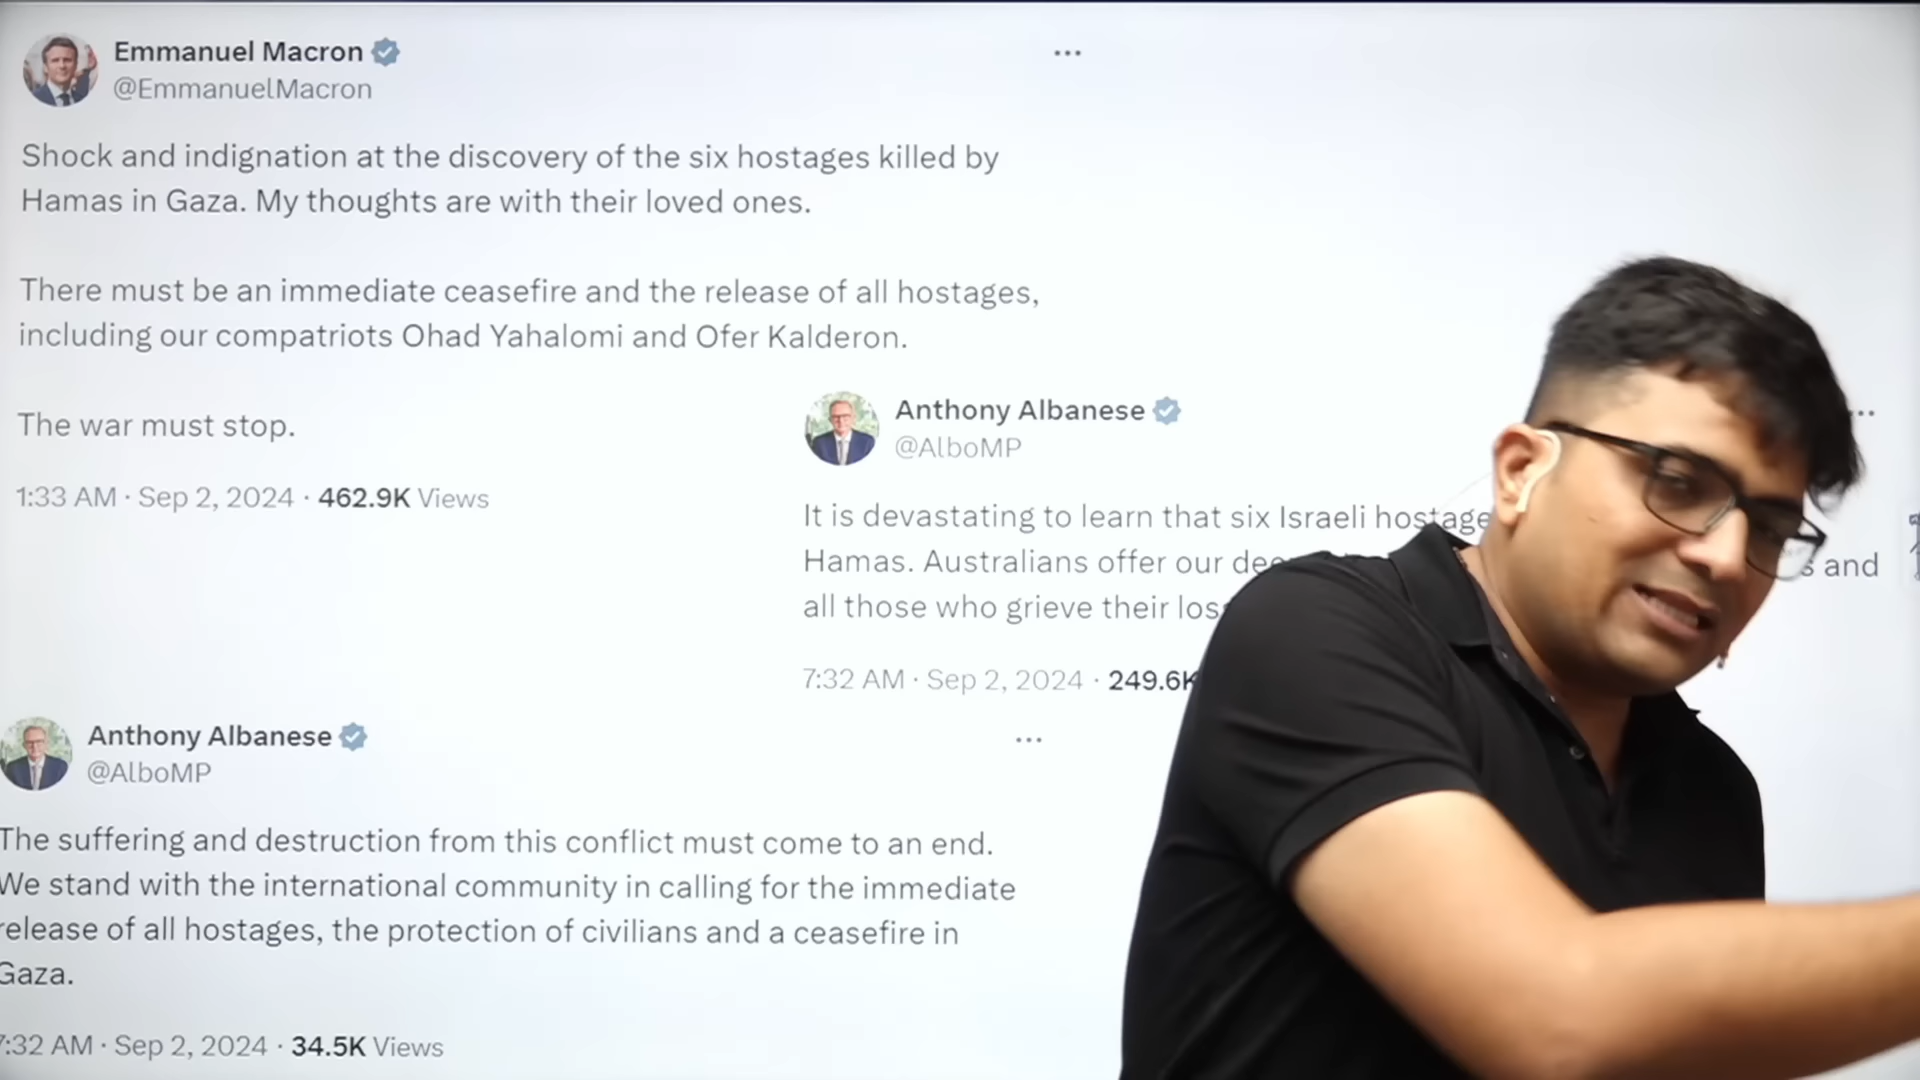 Emmanuel Macron
@EmmanuelMacron
Shock and indignation at the discovery of the six hostages killed by
Hamas in Gaza. My thoughts are with their loved ones.
There must be an immediate ceasefire and the release of all hostages,
including our compatriots Ohad Yahalomi and Ofer Kalderon.
The war must stop.
1:33 AM · Sep 2, 2024 · 462.9K Views
Anthony Albanese
@AlboMP
It is devastating to learn that six Israeli hostage
Hamas. Australians offer our and
all those who grieve their
7:32 AM · Sep 2, 2024 · 249.6K
Anthony Albanese
@AlboMP
The suffering and destruction from this conflict must come to an end.
We stand with the international community in calling for the immediate
release of all hostages, the protection of civilians and a ceasefire in
Gaza.
7:32 AM · Sep 2, 2024 · 34.5K Views